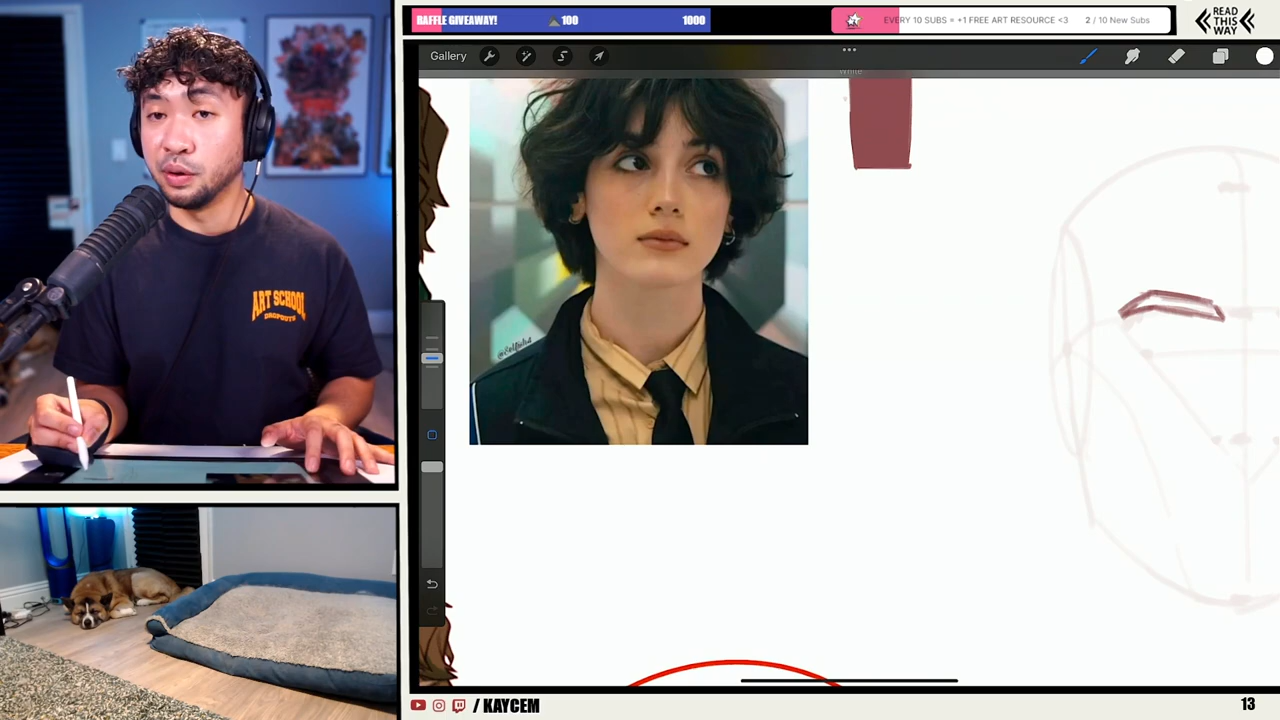 RAFFLE GIVEAWAY!
100
1000
EVERY 10 SUBS = +1 FREE ART RESOURCE <3
2 / 10 New Subs
READ
THIS
WAY
Gallery
White
ART SCHOOL
DROPOUTS
/ KAYCEM
13